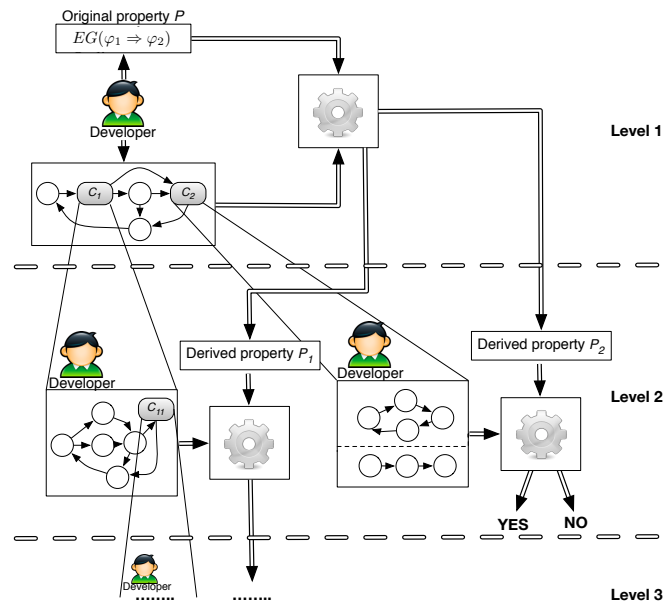 Original property P
EG(φ₁ ⇒ φ₂)
Developer
Level 1
C₁
C₂
Derived property P₁
Derived property P₂
Developer
Developer
Level 2
C₁₁
YES
NO
Developer
........
........
Level 3